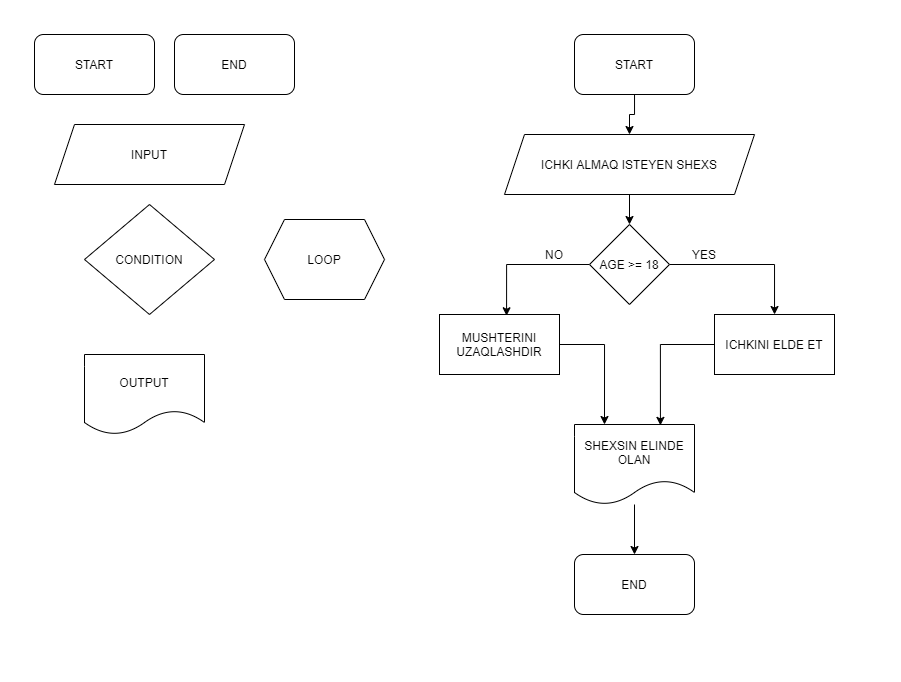 START
END
INPUT
CONDITION
LOOP
OUTPUT
START
ICHKI ALMAQ ISTEYEN SHEXS
NO
YES
AGE >= 18
MUSHTERINI
UZAQLASHDIR
ICHKINI ELDE ET
SHEXSIN ELINDE
OLAN
END